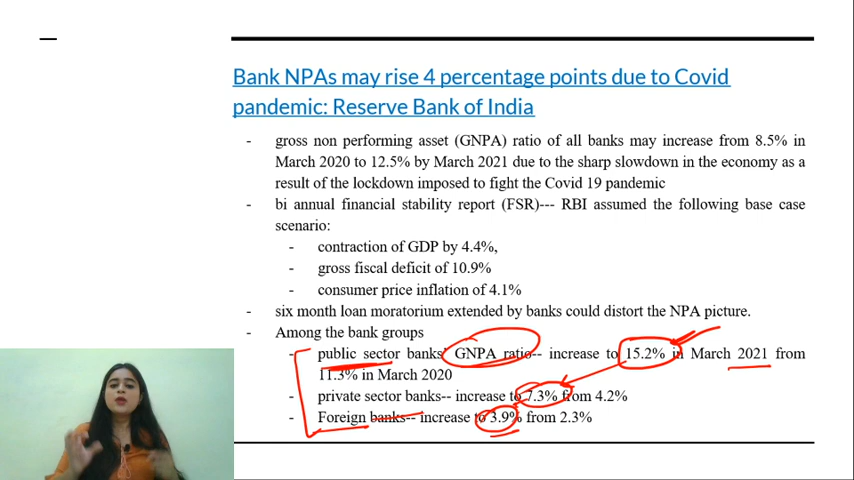 Bank NPAs may rise 4 percentage points due to Covid
pandemic: Reserve Bank of India
- gross non performing asset (GNPA) ratio of all banks may increase from 8.5% in
March 2020 to 12.5% by March 2021 due to the sharp slowdown in the economy as a
result of the lockdown imposed to fight the Covid 19 pandemic
- bi annual financial stability report (FSR)--- RBI assumed the following base case
scenario:
- contraction of GDP by 4.4%,
- gross fiscal deficit of 10.9%
- consumer price inflation of 4.1%
- six month loan moratorium extended by banks could distort the NPA picture.
- Among the bank groups
- public sector banks' GNPA ratio-- increase to 15.2% in March 2021 from
11.3% in March 2020
- private sector banks-- increase to 7.3% from 4.2%
- Foreign banks-- increase to 3.9% from 2.3%